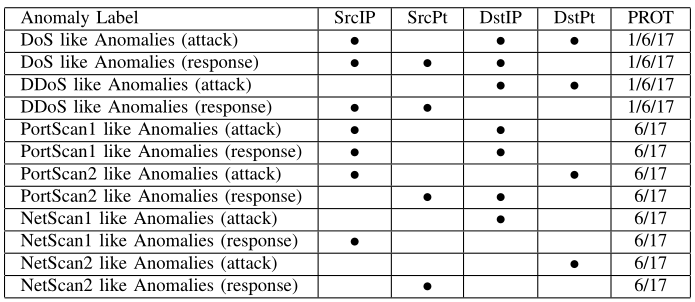 Anomaly Label SrcIP SrcPt DstIP DstPt PROT
DoS like Anomalies (attack) ● ● ● 1/6/17
DoS like Anomalies (response) ● ● ● 1/6/17
DDoS like Anomalies (attack) ● ● 1/6/17
DDoS like Anomalies (response) ● ● 1/6/17
PortScan1 like Anomalies (attack) ● ● 6/17
PortScan1 like Anomalies (response) ● ● 6/17
PortScan2 like Anomalies (attack) ● ● 6/17
PortScan2 like Anomalies (response) ● ● 6/17
NetScan1 like Anomalies (attack) ● 6/17
NetScan1 like Anomalies (response) ● 6/17
NetScan2 like Anomalies (attack) ● 6/17
NetScan2 like Anomalies (response) ● 6/17